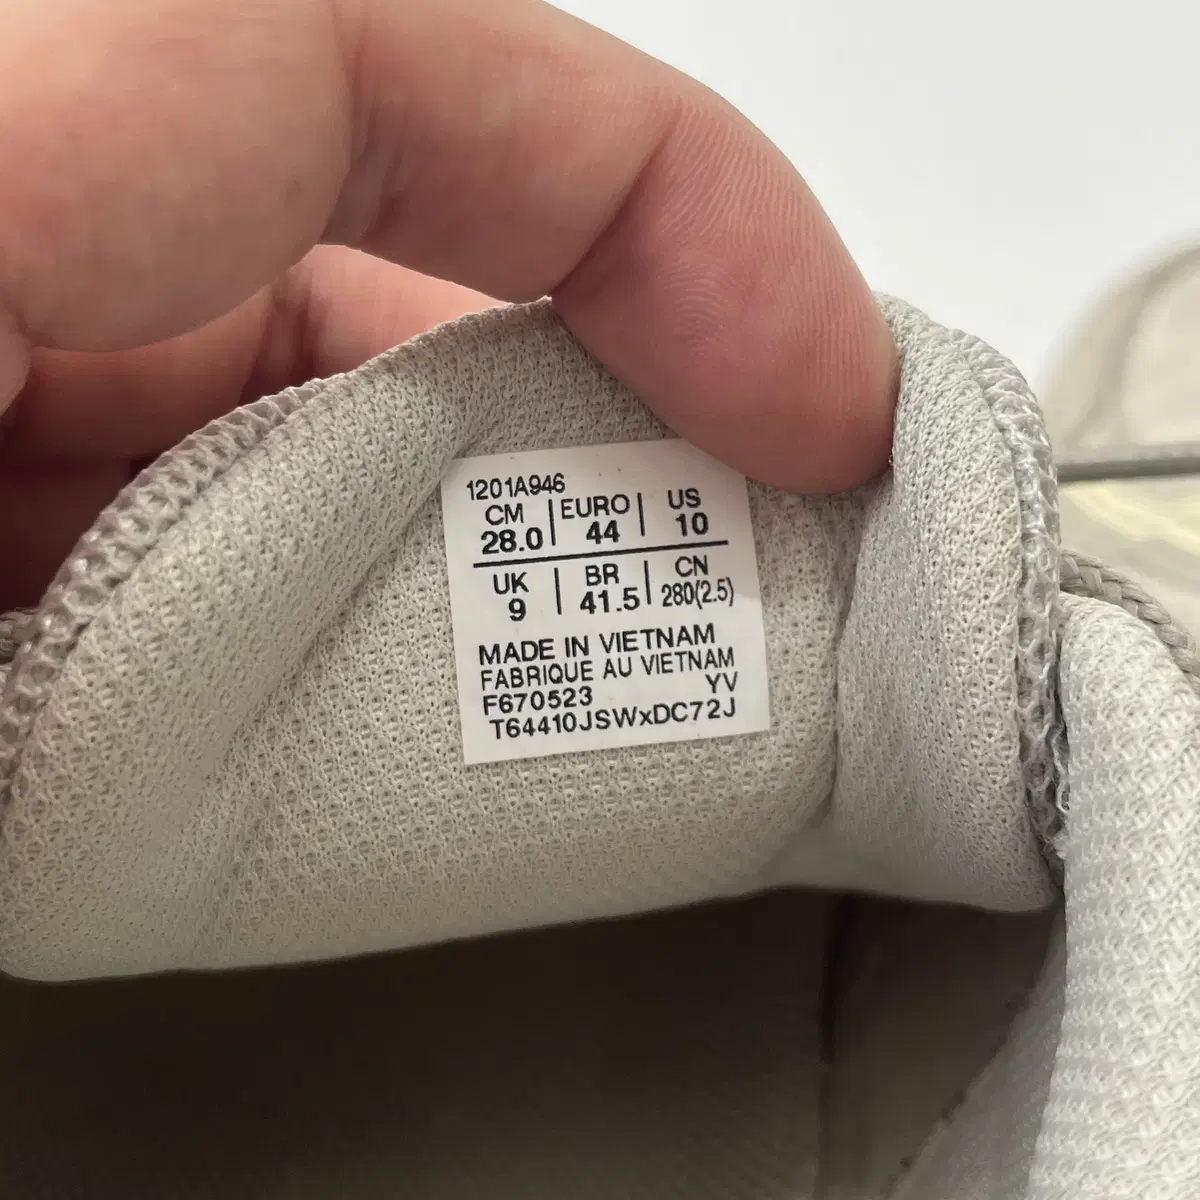 1201A946
CM EURO US
28.0 44 10
UK BR CN
9 41.5 280(2.5)
MADE IN VIETNAM
FABRIQUE AU VIETNAM
F670523 YV
T64410JSWxDC72J